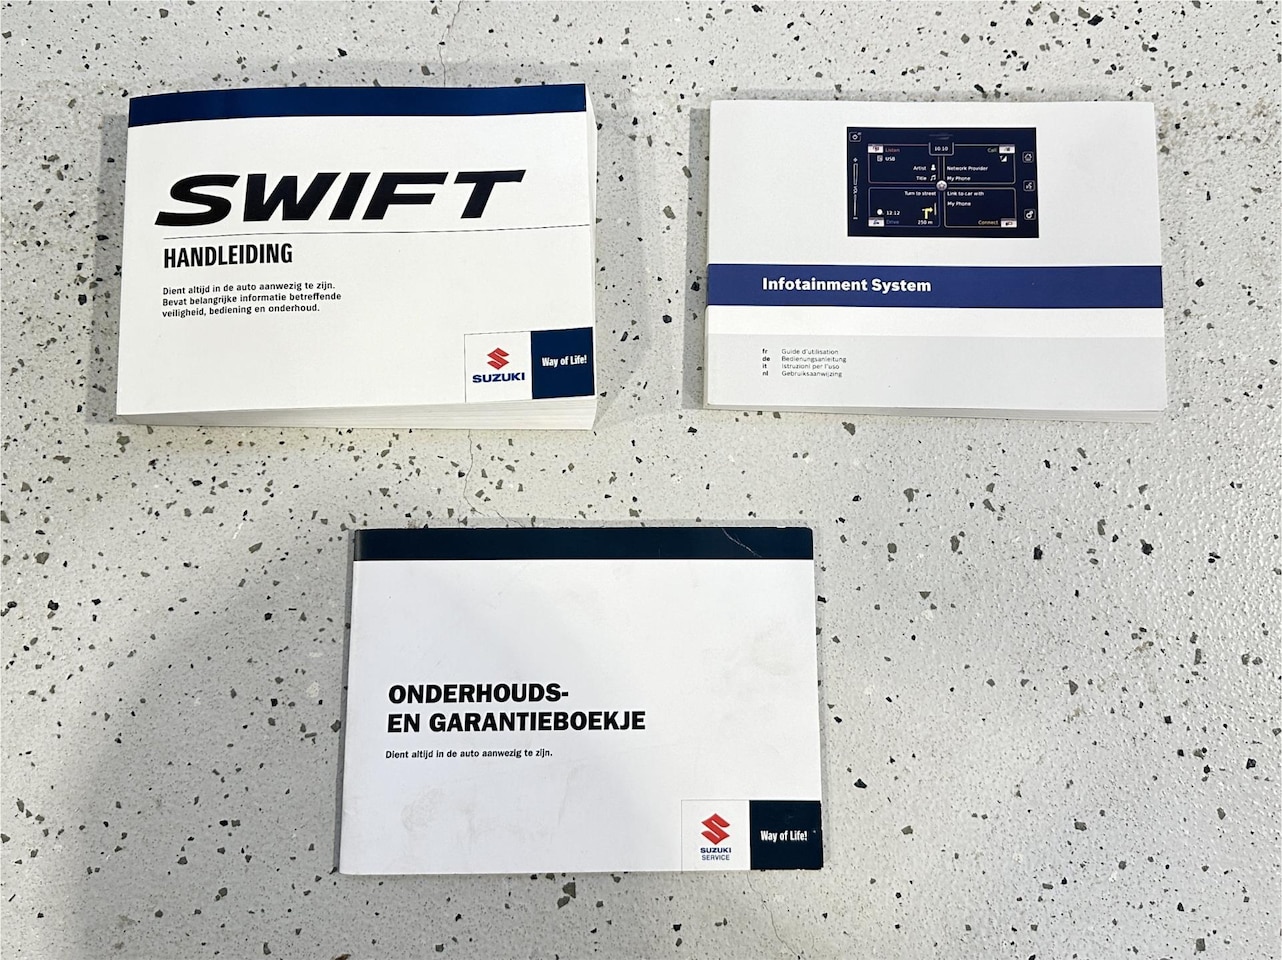 SWIFT
HANDLEIDING
Dient altijd in de auto aanwezig te zijn.
Bevat belangrijke informatie betreffende
veiligheid, bediening en onderhoud.
SUZUKI
Way of Life!
Listen
10:10
Call
USB
Artist
Network Provider
Title
My Phone
Turn to street
Link to car with
My Phone
12:12
Drive
250 m
Connect
Infotainment System
fr Guide d'utilisation
de Bedienungsanleitung
it Istruzioni per l'uso
nl Gebruiksaanwijzing
ONDERHOUDS-
EN GARANTIEBOEKJE
Dient altijd in de auto aanwezig te zijn.
SUZUKI
SERVICE
Way of Life!